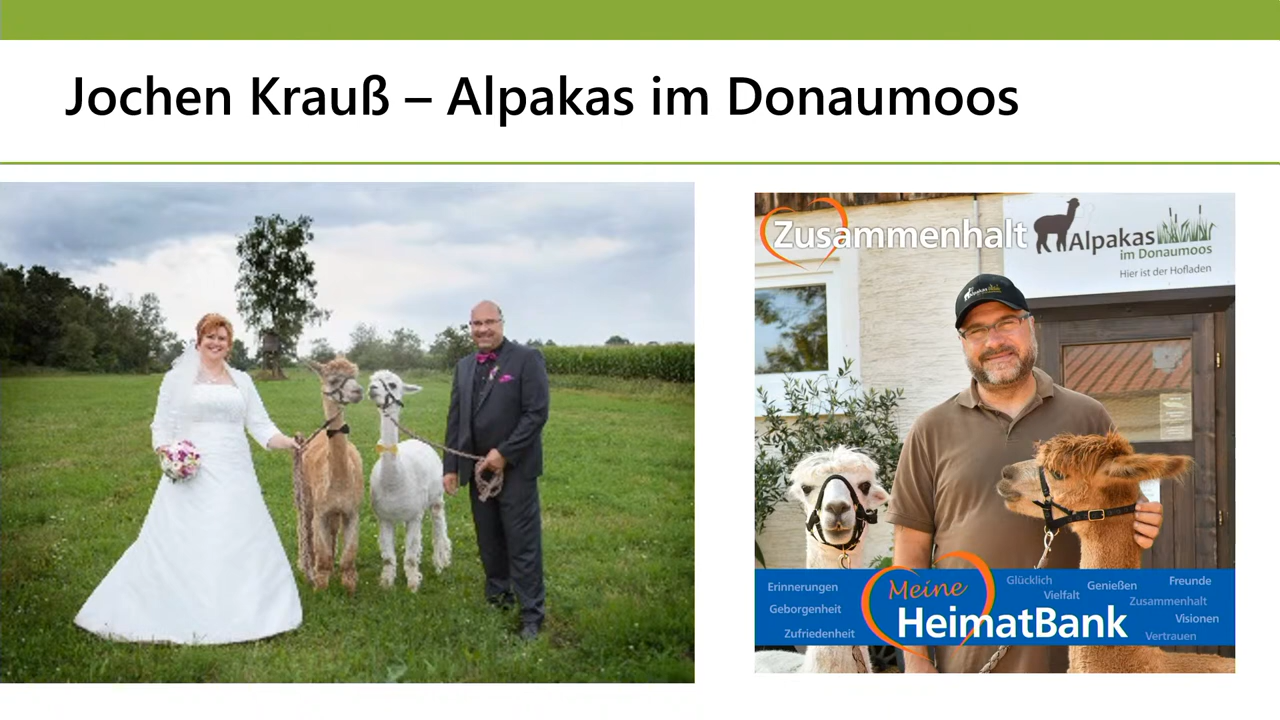 Jochen Krauß – Alpakas im Donaumoos
Zusammenhalt
Alpakas
im Donaumoos
Hier ist der Hofladen
Erinnerungen
Geborgenheit
Zufriedenheit
Meine
HeimatBank
Glücklich
Vielfalt
Genießen
Freunde
Zusammenhalt
Visionen
Vertrauen